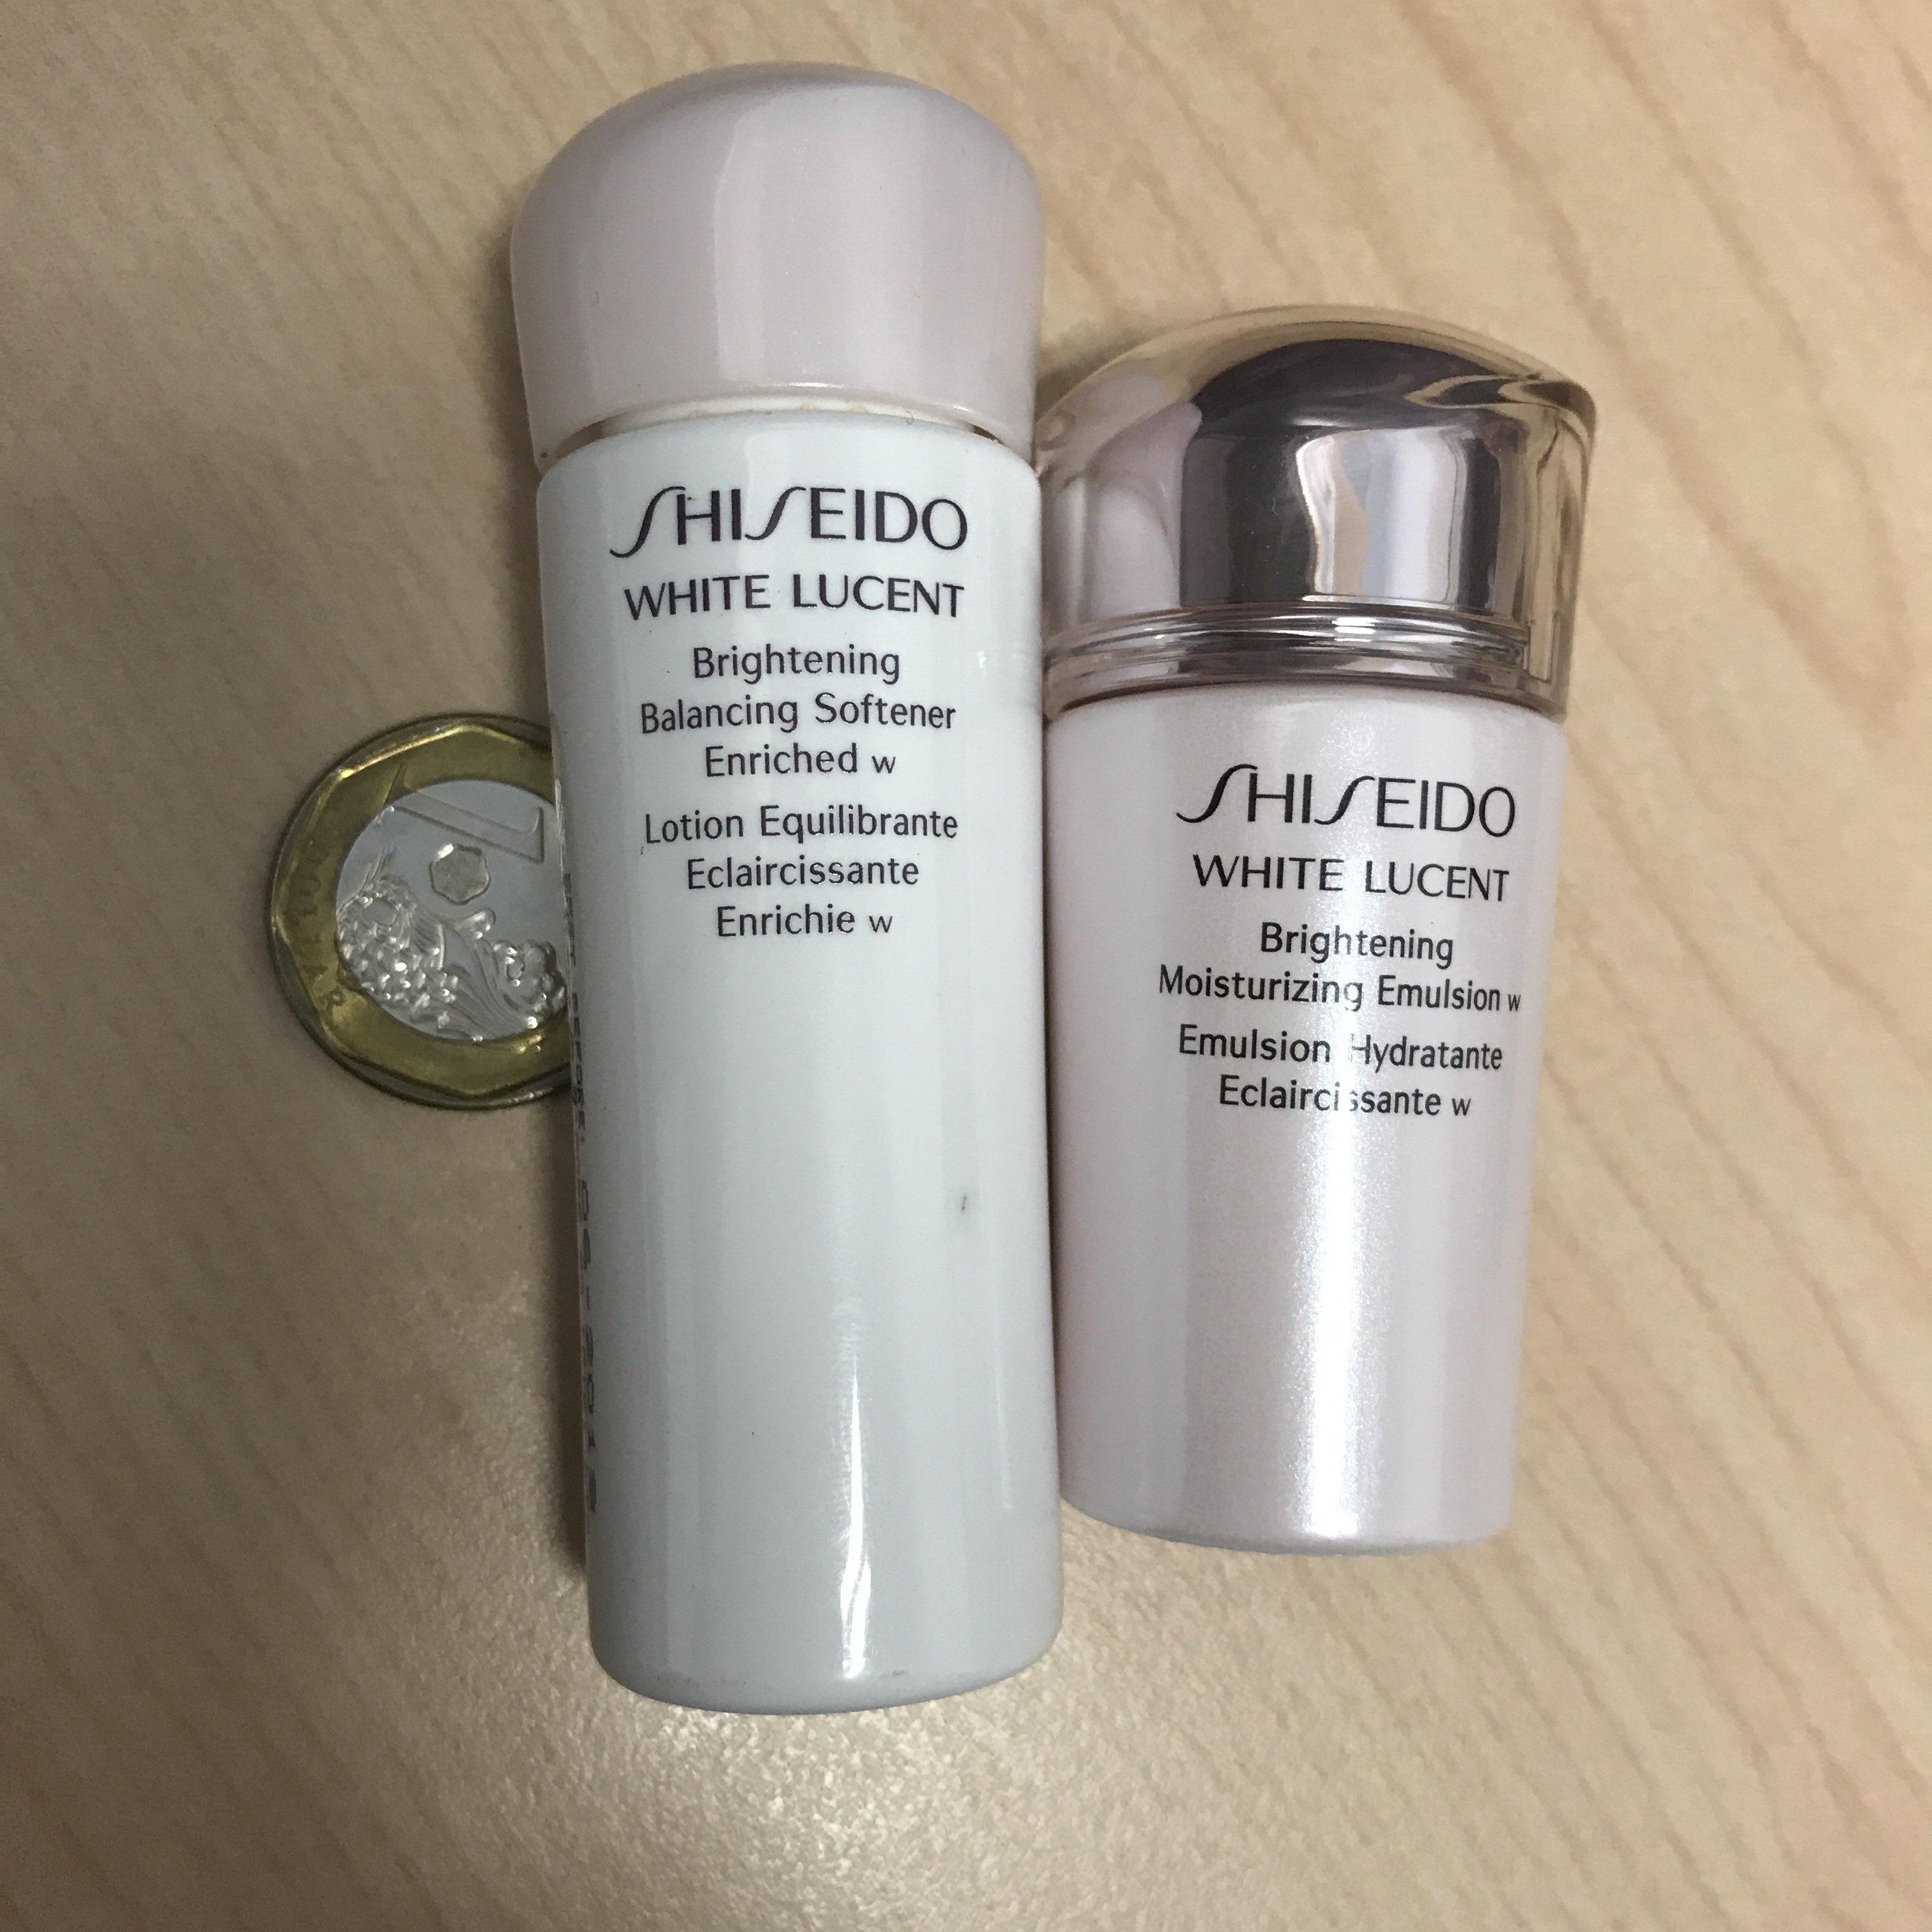 SHISEIDO
WHITE LUCENT
Brightening
Balancing Softener
Enriched w
Lotion Equilibrante
Eclaircissante
Enrichie w
SHISEIDO
WHITE LUCENT
Brightening
Moisturizing Emulsion w
Emulsion Hydratante
Eclaircissante w